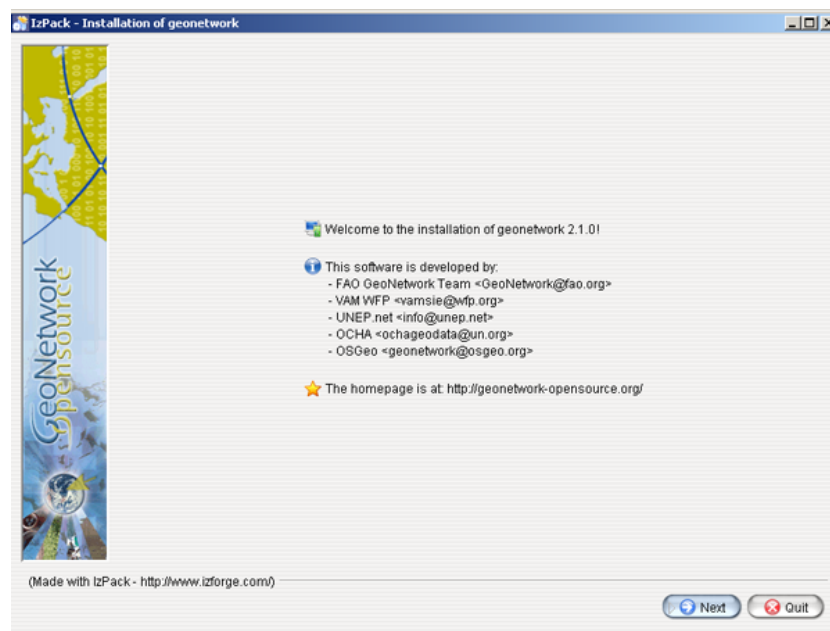 IzPack - Installation of geonetwork
GeoNetwork
Opensource
Welcome to the installation of geonetwork 2.1.0!
This software is developed by:
- FAO GeoNetwork Team <GeoNetwork@fao.org>
- VAM WFP <vamsie@wfp.org>
- UNEP.net <info@unep.net>
- OCHA <ochageodata@un.org>
- OSGeo <geonetwork@osgeo.org>
The homepage is at: http://geonetwork-opensource.org/
(Made with IzPack - http://www.izforge.com/)
Next
Quit